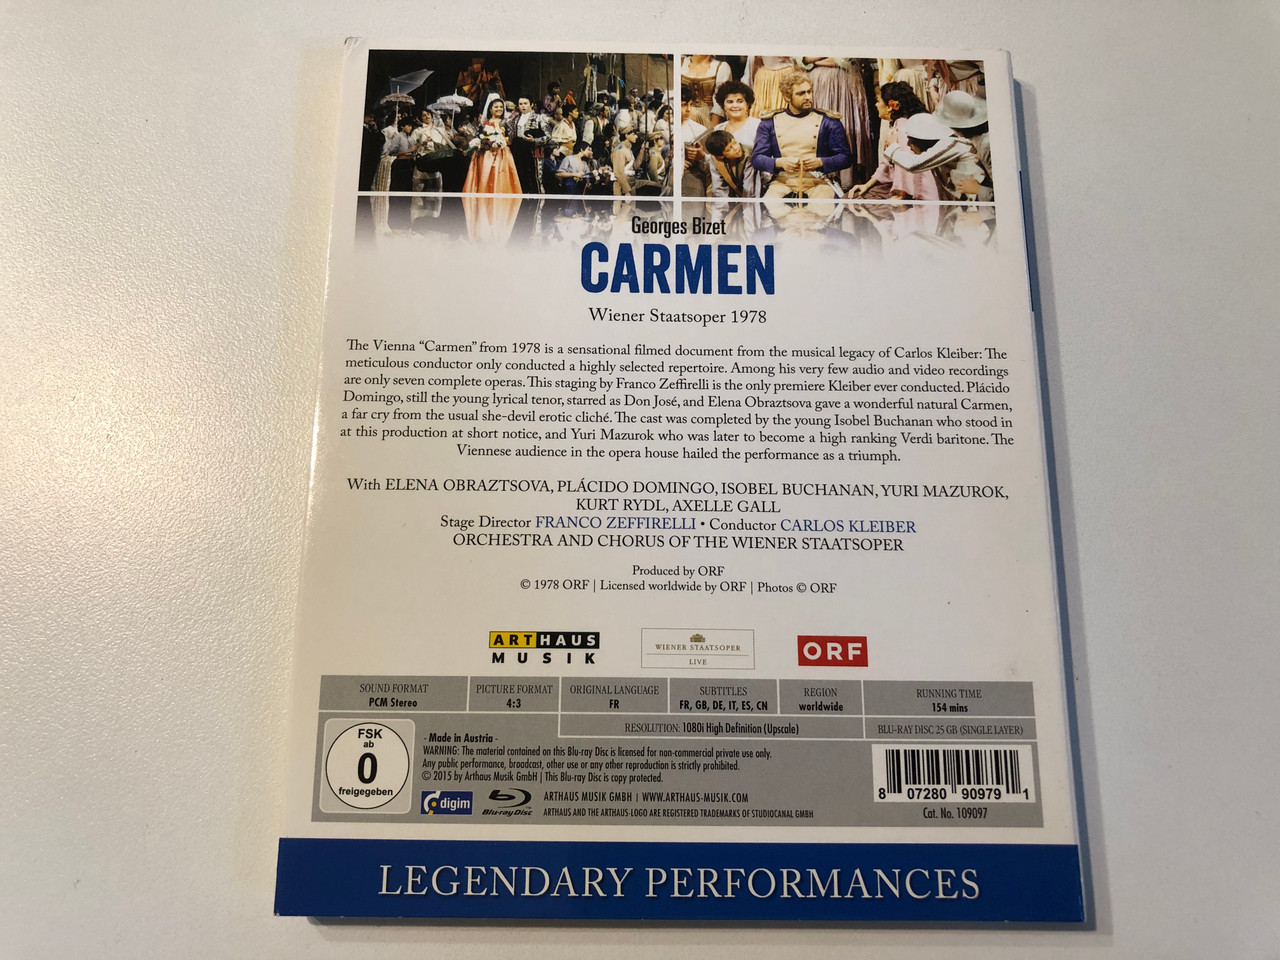 Georges Bizet
CARMEN
Wiener Staatsoper 1978
The Vienna “Carmen” from 1978 is a sensational filmed document from the musical legacy of Carlos Kleiber: The
meticulous conductor only conducted a highly selected repertoire. Among his very few audio and video recordings
are only seven complete operas. This staging by Franco Zeffirelli is the only premiere Kleiber ever conducted. Plácido
Domingo, still the young lyrical tenor, starred as Don José, and Elena Obraztsova gave a wonderful natural Carmen,
a far cry from the usual she-devil erotic cliché. The cast was completed by the young Isobel Buchanan who stood in
at this production at short notice, and Yuri Mazurok who was later to become a high ranking Verdi baritone. The
Viennese audience in the opera house hailed the performance as a triumph.
With ELENA OBRAZTSOVA, PLÁCIDO DOMINGO, ISOBEL BUCHANAN, YURI MAZUROK,
KURT RYDL, AXELLE GALL
Stage Director FRANCO ZEFFIRELLI • Conductor CARLOS KLEIBER
ORCHESTRA AND CHORUS OF THE WIENER STAATSOPER
Produced by ORF
© 1978 ORF | Licensed worldwide by ORF | Photos © ORF
ARTHAUS
MUSIK
WIENER STAATSOPER
LIVE
ORF
SOUND FORMAT
PCM Stereo
PICTURE FORMAT
4:3
ORIGINAL LANGUAGE
FR
SUBTITLES
FR, GB, DE, IT, ES, CN
REGION
worldwide
RUNNING TIME
154 mins
RESOLUTION: 1080i High Definition (Upscale)
BLU-RAY DISC 25 GB (SINGLE LAYER)
FSK
ab
0
freigegeben
- Made in Austria -
WARNING: The material contained on this Blu-ray Disc is licensed for non-commercial private use only.
Any public performance, broadcast, other use or any other reproduction is strictly prohibited.
© 2015 by Arthaus Musik GmbH | This Blu-ray Disc is copy protected.
digim
Blu-ray Disc
ARTHAUS MUSIK GMBH | WWW.ARTHAUS-MUSIK.COM
ARTHAUS AND THE ARTHAUS-LOGO ARE REGISTERED TRADEMARKS OF STUDIOCANAL GMBH
8 07280 90979 1
Cat. No. 109097
LEGENDARY PERFORMANCES